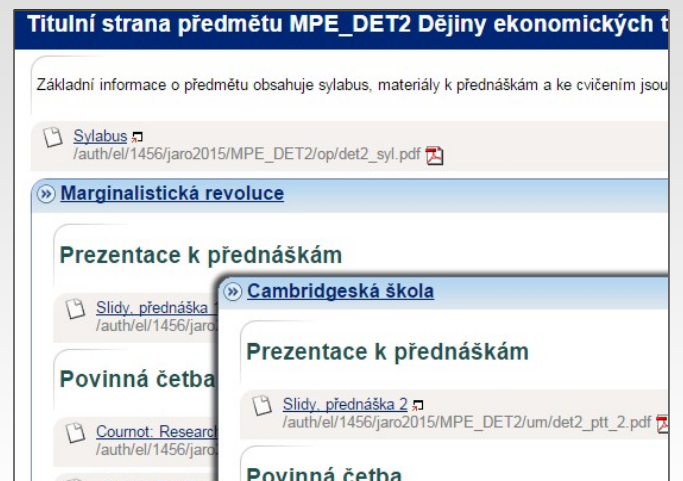 Titulní strana předmětu MPE_DET2 Dějiny ekonomických t
Základní informace o předmětu obsahuje sylabus, materiály k přednáškám a ke cvičením jsou
Sylabus
/auth/el/1456/jaro2015/MPE_DET2/op/det2_syl.pdf
Marginalistická revoluce
Prezentace k přednáškám
Slidy, přednáška 1
/auth/el/1456/jaro
Povinná četba
Cournot: Research
/auth/el/1456/jaro
Cambridgeská škola
Prezentace k přednáškám
Slidy, přednáška 2
/auth/el/1456/jaro2015/MPE_DET2/um/det2_ptt_2.pdf
Povinná četba